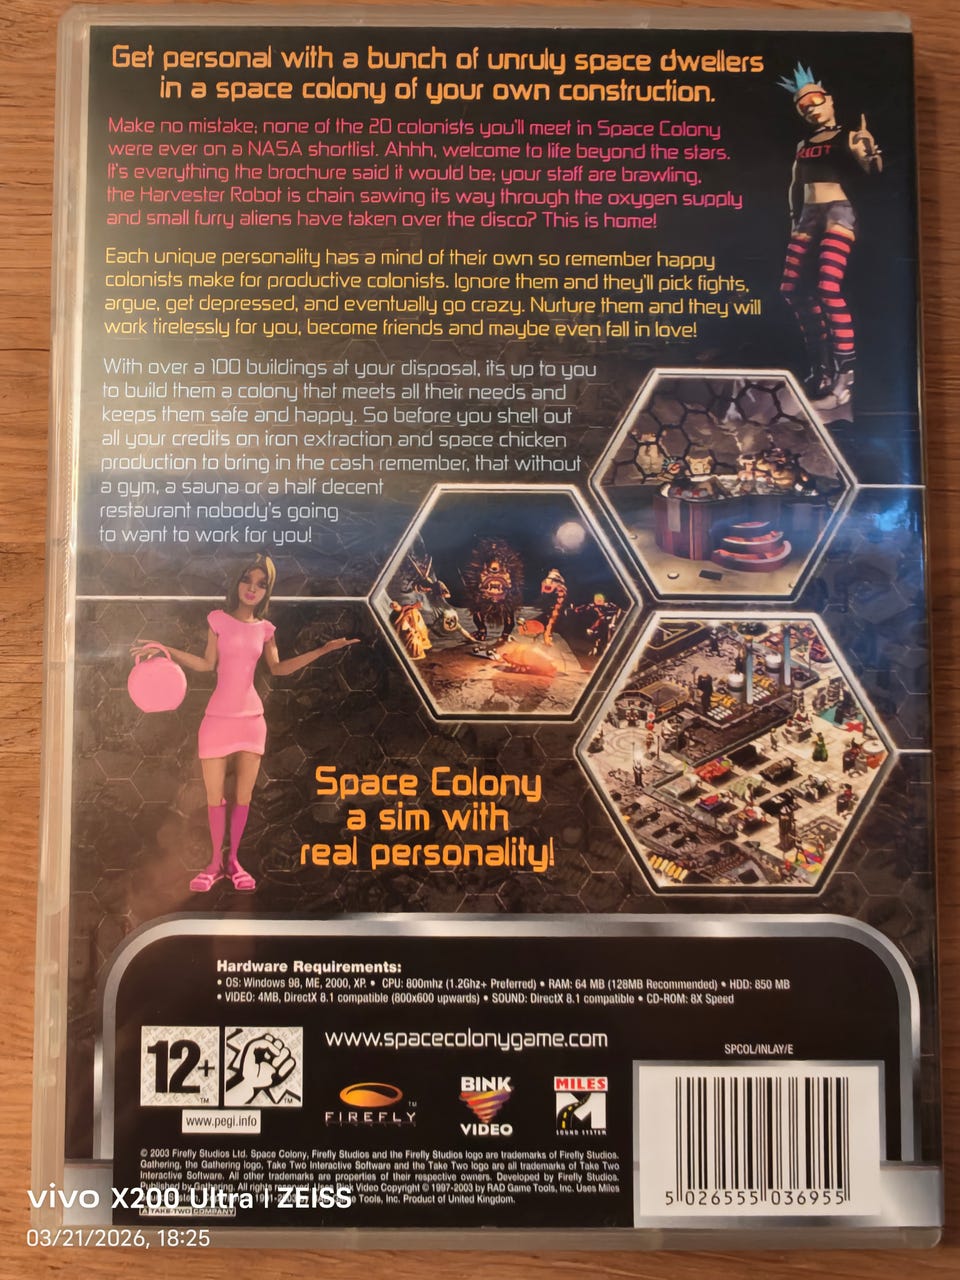 Get personal with a bunch of unruly space dwellers
in a space colony of your own construction.
Make no mistake; none of the 20 colonists you'll meet in Space Colony
were ever on a NASA shortlist. Ahhh, welcome to life beyond the stars.
It's everything the brochure said it would be; your staff are brawling,
the Harvester Robot is chain sawing its way through the oxygen supply
and small furry aliens have taken over the disco? This is home!
Each unique personality has a mind of their own so remember happy
colonists make for productive colonists. Ignore them and they'll pick fights,
argue, get depressed, and eventually go crazy. Nurture them and they will
work tirelessly for you, become friends and maybe even fall in love!
With over a 100 buildings at your disposal, its up to you
to build them a colony that meets all their needs and
keeps them safe and happy. So before you shell out
all your credits on iron extraction and space chicken
production to bring in the cash remember, that without
a gym, a sauna or a half decent
restaurant nobody's going
to want to work for you!
RIOT
Space Colony
a sim with
real personality!
Hardware Requirements:
• OS: Windows 98, ME, 2000, XP. • CPU: 800mhz (1.2Ghz+ Preferred) • RAM: 64 MB (128MB Recommended) • HDD: 850 MB
• VIDEO: 4MB, DirectX 8.1 compatible (800x600 upwards) • SOUND: DirectX 8.1 compatible • CD-ROM: 8X Speed
www.spacecolonygame.com
SPCOL/INLAY/E
12+
www.pegi.info
FIREFLY
BINK
VIDEO
MILES
SOUND SYSTEM
© 2003 Firefly Studios Ltd. Space Colony, Firefly Studios and the Firefly Studios logo are trademarks of Firefly Studios.
Gathering, the Gathering logo, Take Two Interactive Software and the Take Two logo are all trademarks of Take Two
Interactive Software. All other trademarks are properties of their respective owners. Developed by Firefly Studios.
Published by Gathering. All rights reserved. Uses Bink Video Copyright © 1997-2003 by RAD Game Tools, Inc. Uses Miles
Tools, Inc. Product of United Kingdom.
A TAKE-TWO COMPANY
5 026555 036955
vivo X200 Ultra | ZEISS
03/21/2026, 18:25